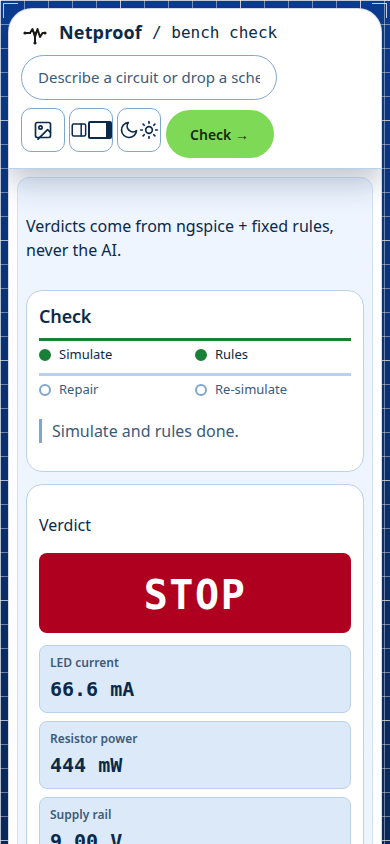 Netproof / bench check
Describe a circuit or drop a sche
Check →
Verdicts come from ngspice + fixed rules,
never the AI.
Check
Simulate
Rules
Repair
Re-simulate
Simulate and rules done.
Verdict
STOP
LED current
66.6 mA
Resistor power
444 mW
Supply rail
9.00 V